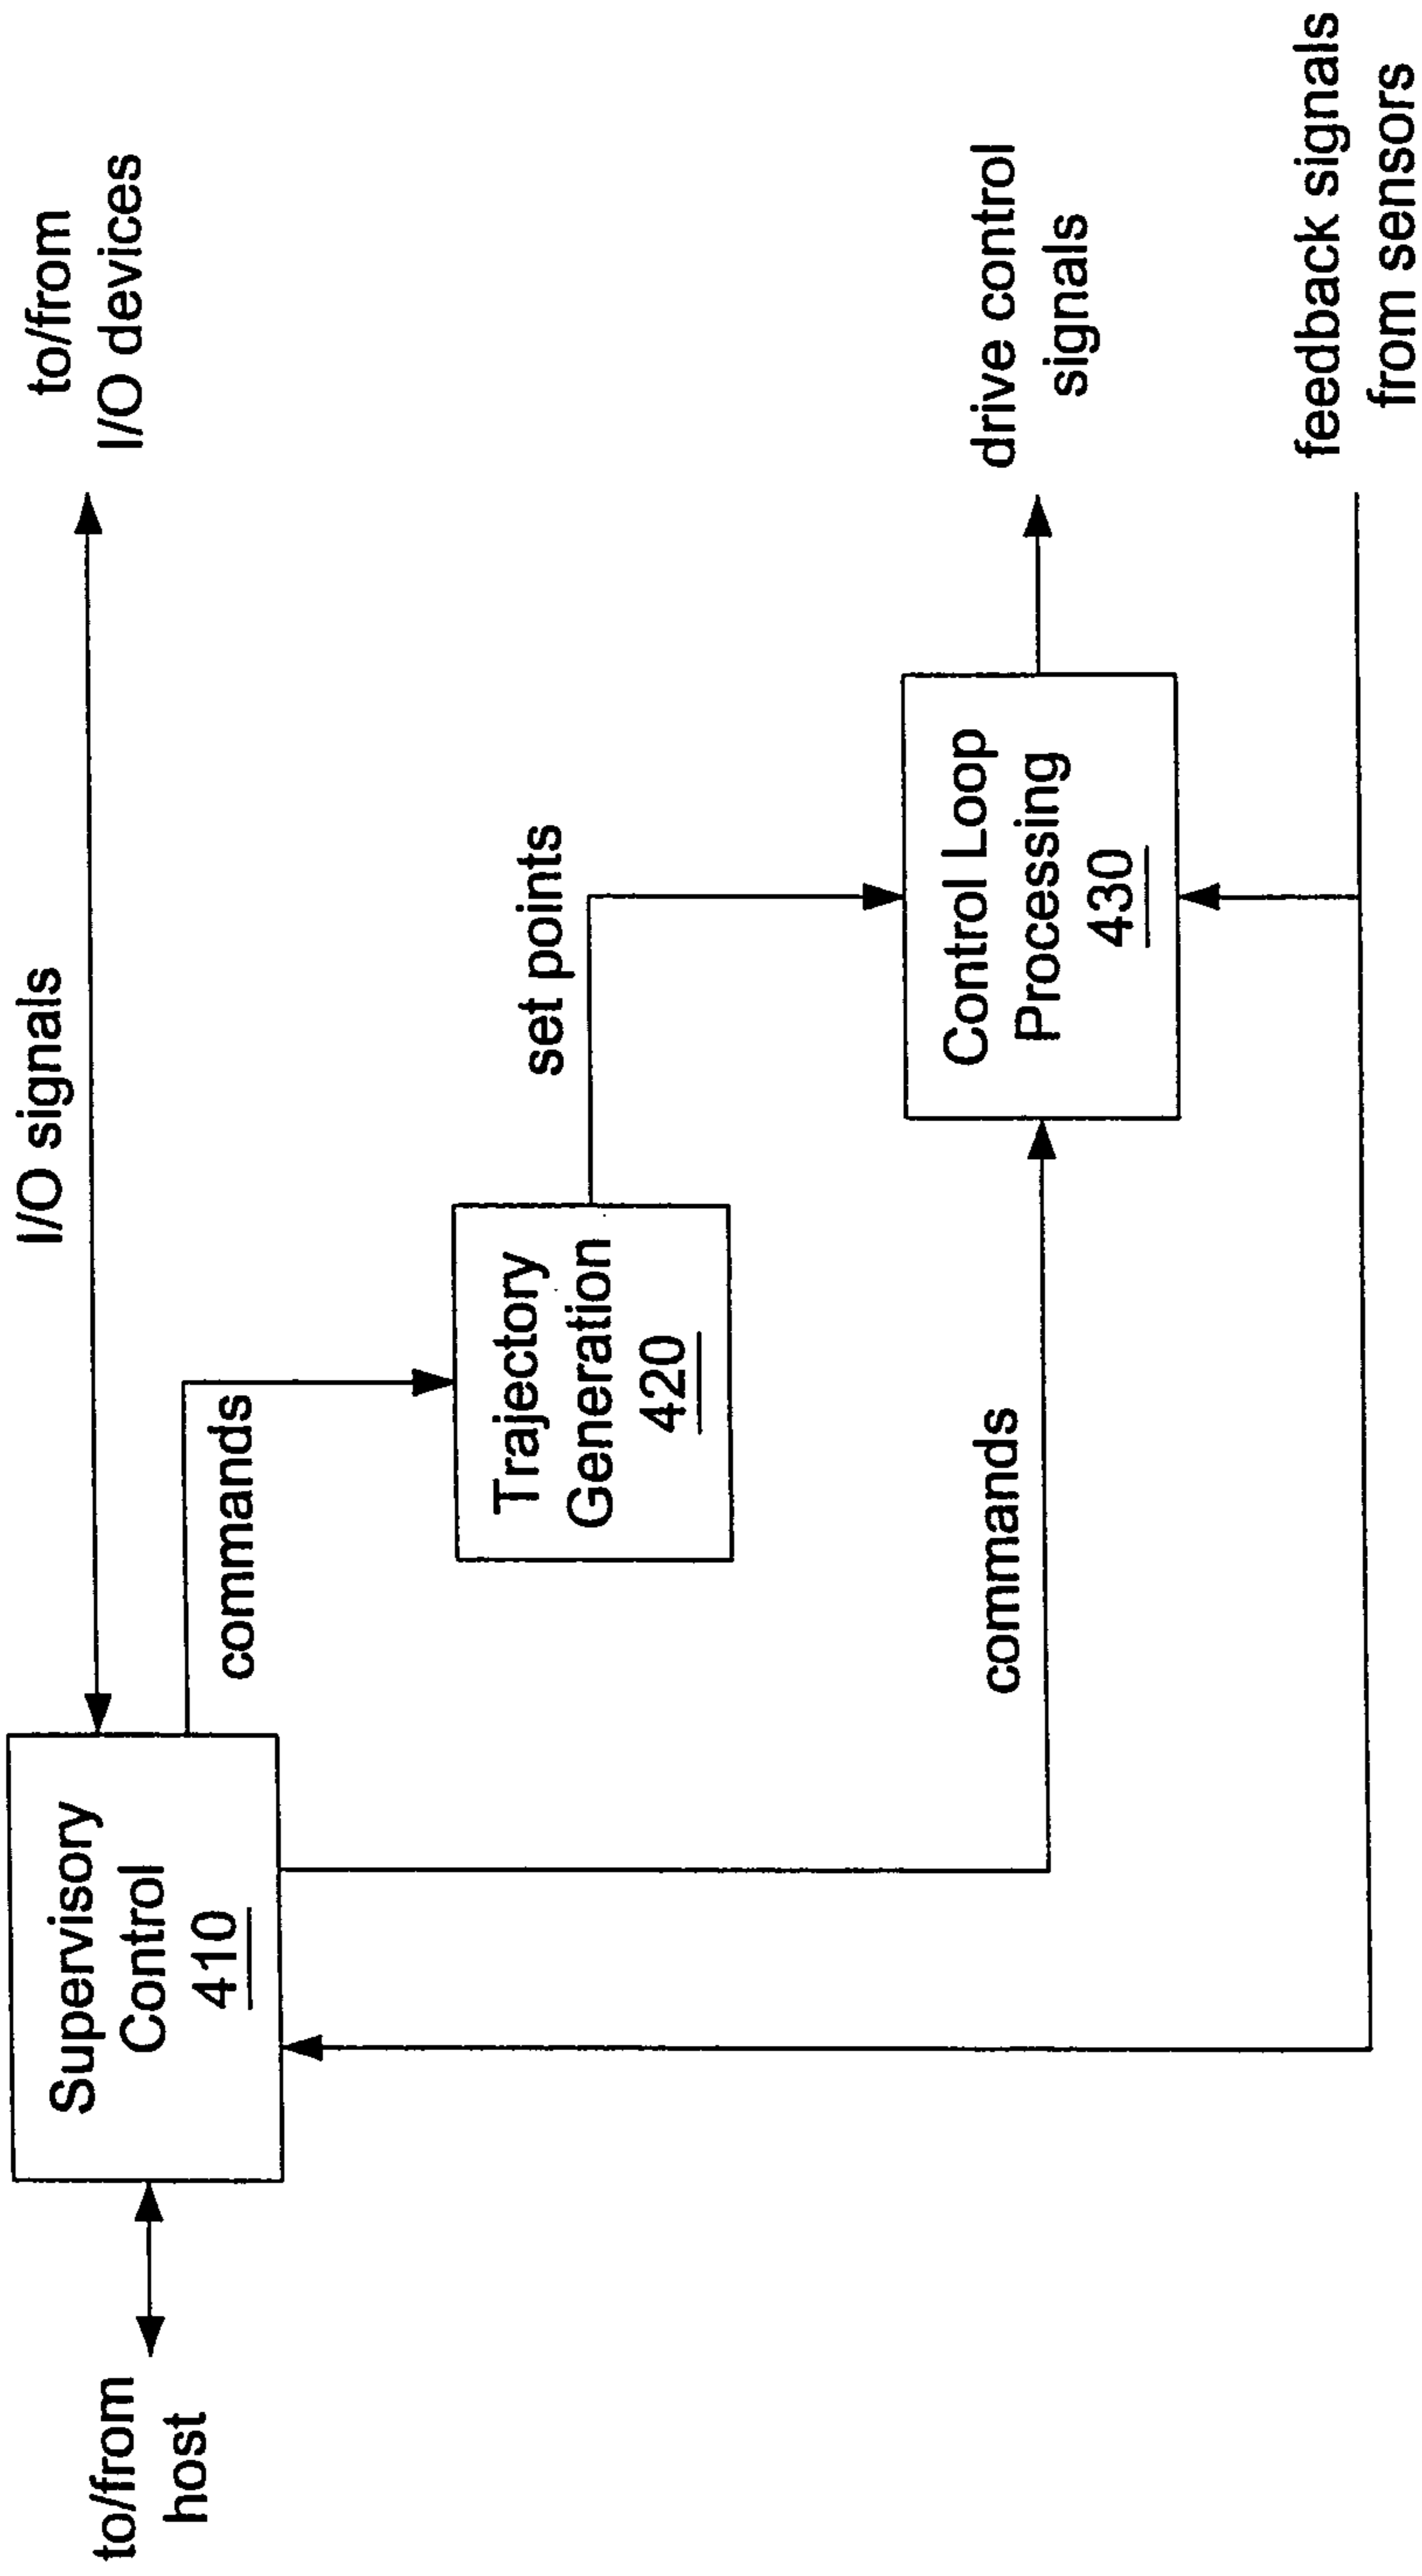 to/from
I/O devices
I/O signals
Supervisory
Control
410
to/from
host
commands
Trajectory
Generation
420
set points
commands
Control Loop
Processing
430
drive control
signals
feedback signals
from sensors